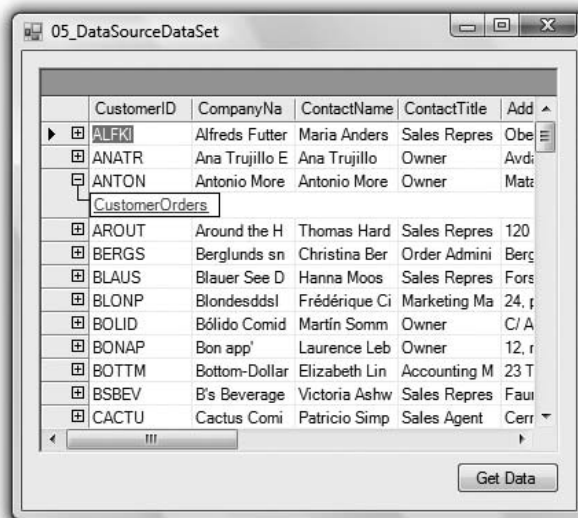 05_DataSourceDataSet
CustomerID CompanyNa ContactName ContactTitle Add
ALFKI Alfreds Futter Maria Anders Sales Repres Obe
ANATR Ana Trujillo E Ana Trujillo Owner Avda
ANTON Antonio More Antonio More Owner Mata
CustomerOrders
AROUT Around the H Thomas Hard Sales Repres 120
BERGS Berglunds sn Christina Ber Order Admini Berg
BLAUS Blauer See D Hanna Moos Sales Repres Fors
BLONP Blondesddsl Frédérique Ci Marketing Ma 24, p
BOLID Bólido Comid Martín Somm Owner C/ A
BONAP Bon app' Laurence Leb Owner 12, r
BOTTM Bottom-Dollar Elizabeth Lin Accounting M 23 T
BSBEV B's Beverage Victoria Ashw Sales Repres Faun
CACTU Cactus Comi Patricio Simp Sales Agent Cerr
Get Data